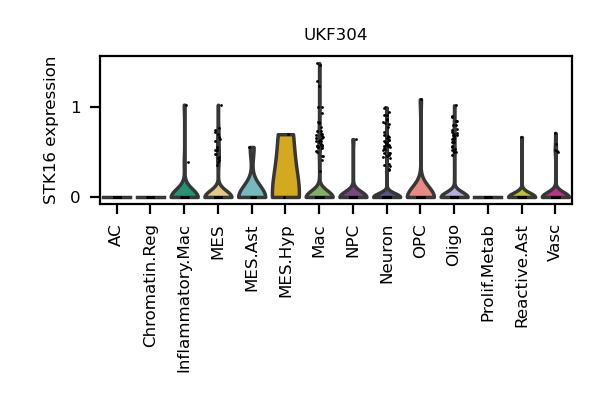 UKF304
STK16 expression
1
0
AC
Chromatin.Reg
Inflammatory.Mac
MES
MES.Ast
MES.Hyp
Mac
NPC
Neuron
OPC
Oligo
Prolif.Metab
Reactive.Ast
Vasc